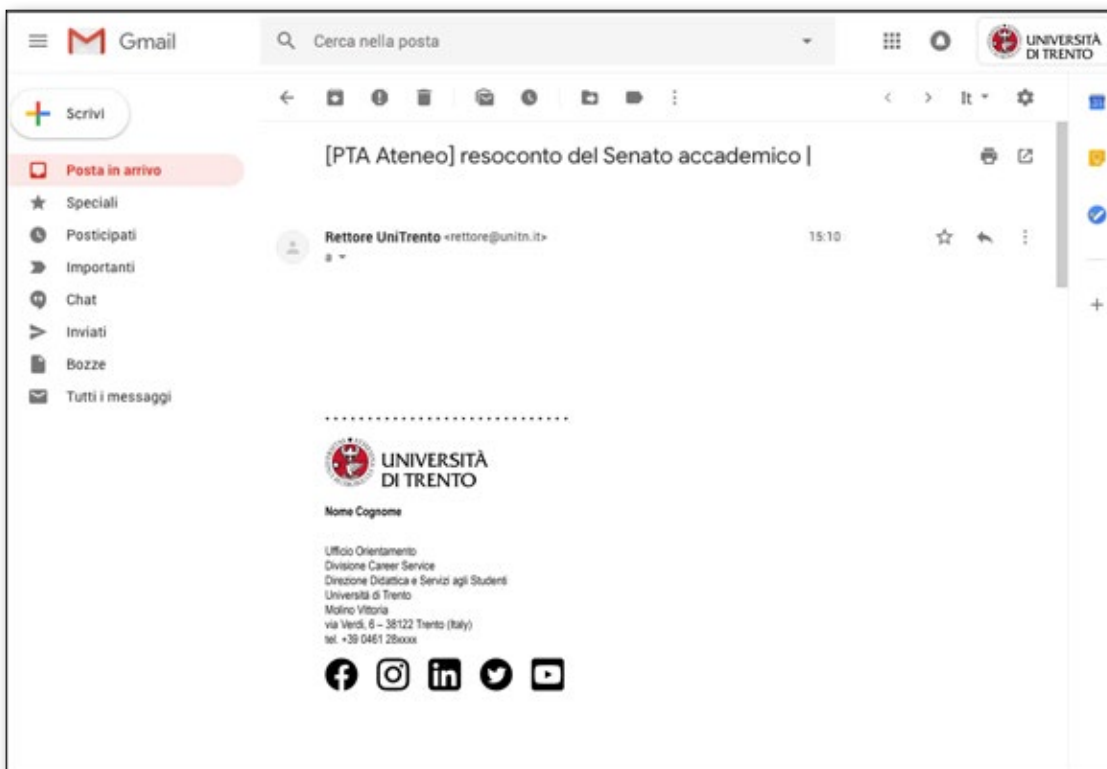 Gmail
Cerca nella posta
UNIVERSITÀ
DI TRENTO
Scrivi
It
[PTA Ateneo] resoconto del Senato accademico |
Posta in arrivo
Speciali
Posticipati
Importanti
Chat
Inviati
Bozze
Tutti i messaggi
Rettore UniTrento <rettore@unitn.it>
15:10
a
UNIVERSITÀ
DI TRENTO
Nome Cognome
Ufficio Orientamento
Divisione Career Service
Direzione Didattica e Servizi agli Studenti
Università di Trento
Molino Vittoria
via Verdi, 6 – 38122 Trento (Italy)
tel. +39 0461 28xxxx